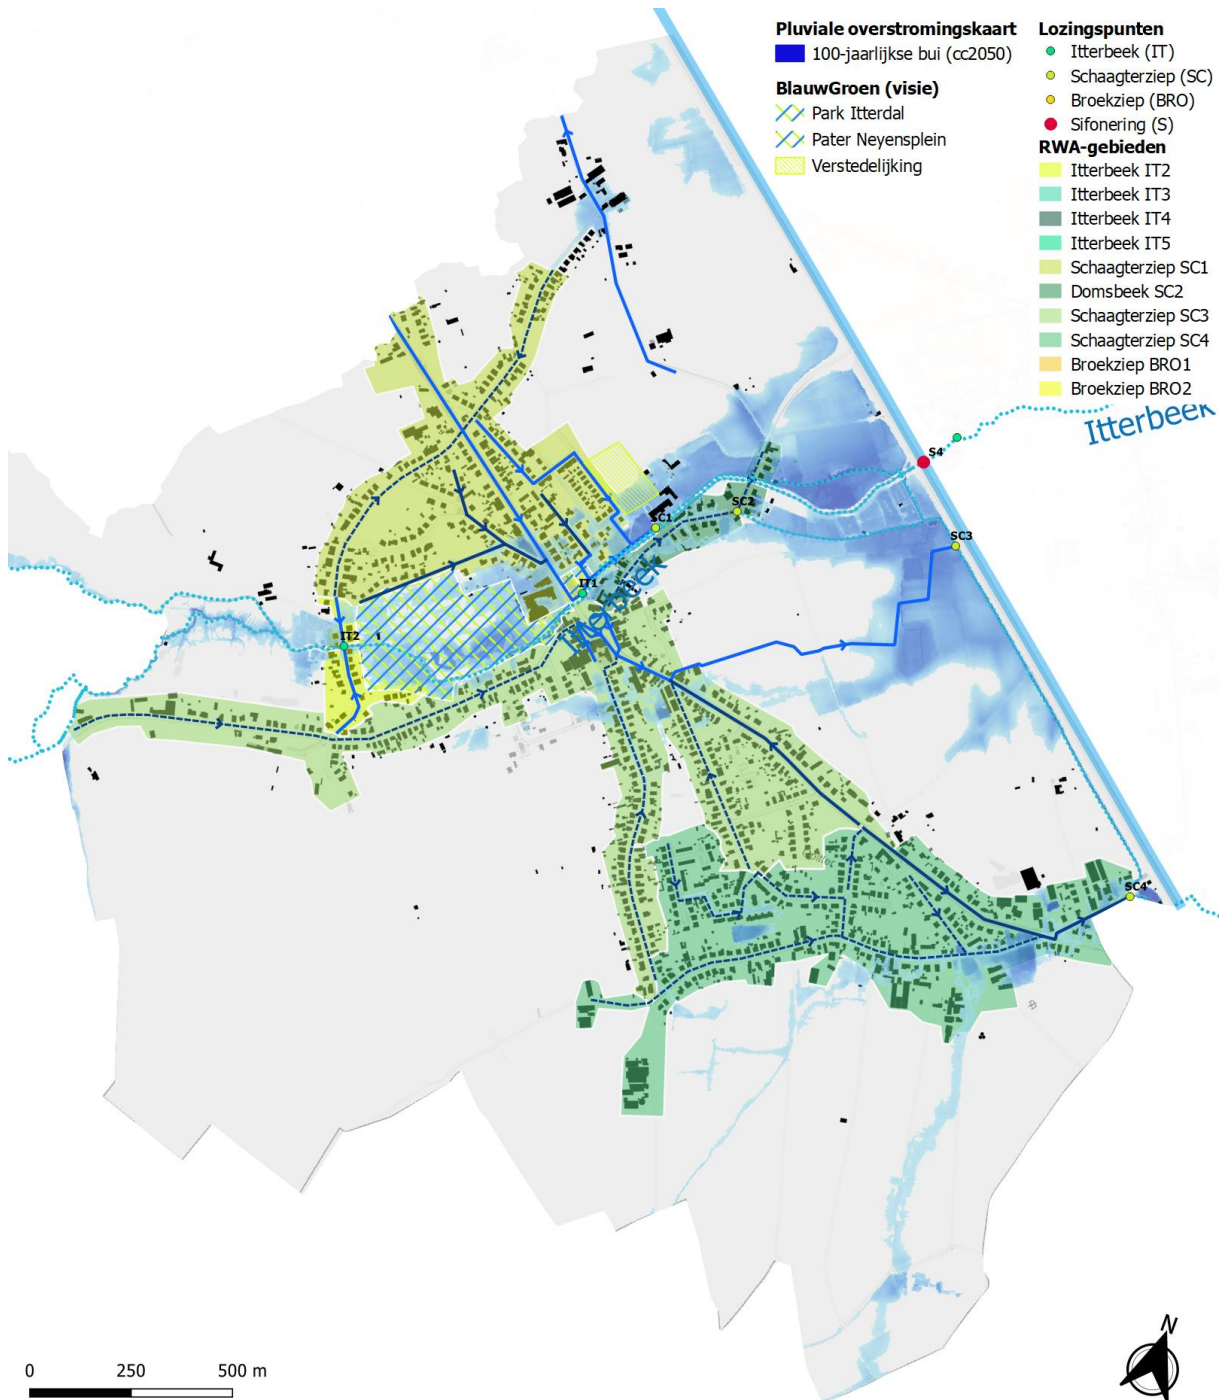 Pluviale overstromingskaart
100-jaarlijkse bui (cc2050)
BlauwGroen (visie)
Park Itterdal
Pater Neyensplein
Verstedelijking
Lozingspunten
Itterbeek (IT)
Schaagterziep (SC)
Broekziep (BRO)
Sifonering (S)
RWA-gebieden
Itterbeek IT2
Itterbeek IT3
Itterbeek IT4
Itterbeek IT5
Schaagterziep SC1
Domsbeek SC2
Schaagterziep SC3
Schaagterziep SC4
Broekziep BRO1
Broekziep BRO2
Itterbeek
S4
SC2
SC1
SC3
IT1
IT2
SC4
N
0 250 500 m